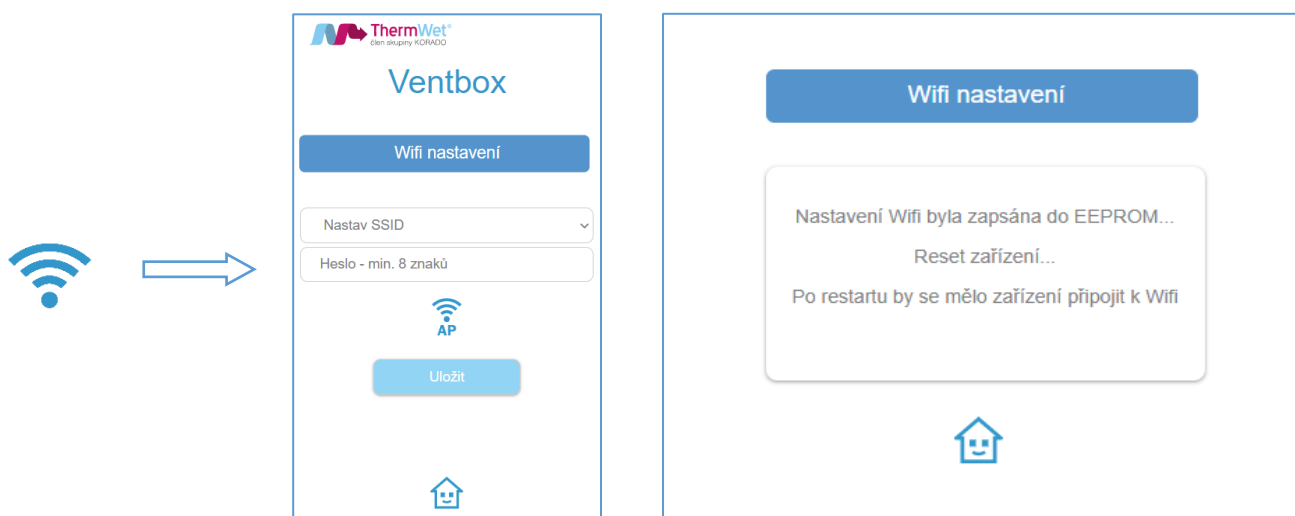 ThermWet®
člen skupiny KORADO
Ventbox
Wifi nastavení
Nastav SSID
Heslo - min. 8 znaků
AP
Uložit
Wifi nastavení
Nastavení Wifi byla zapsána do EEPROM...
Reset zařízení...
Po restartu by se mělo zařízení připojit k Wifi